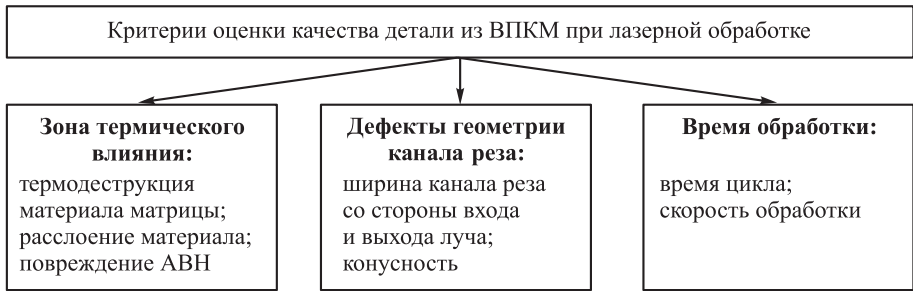 Критерии оценки качества детали из ВПКМ при лазерной обработке
Зона термического
влияния:
термодеструкция
материала матрицы;
расслоение материала;
повреждение АВН
Дефекты геометрии
канала реза:
ширина канала реза
со стороны входа
и выхода луча;
конусность
Время обработки:
время цикла;
скорость обработки